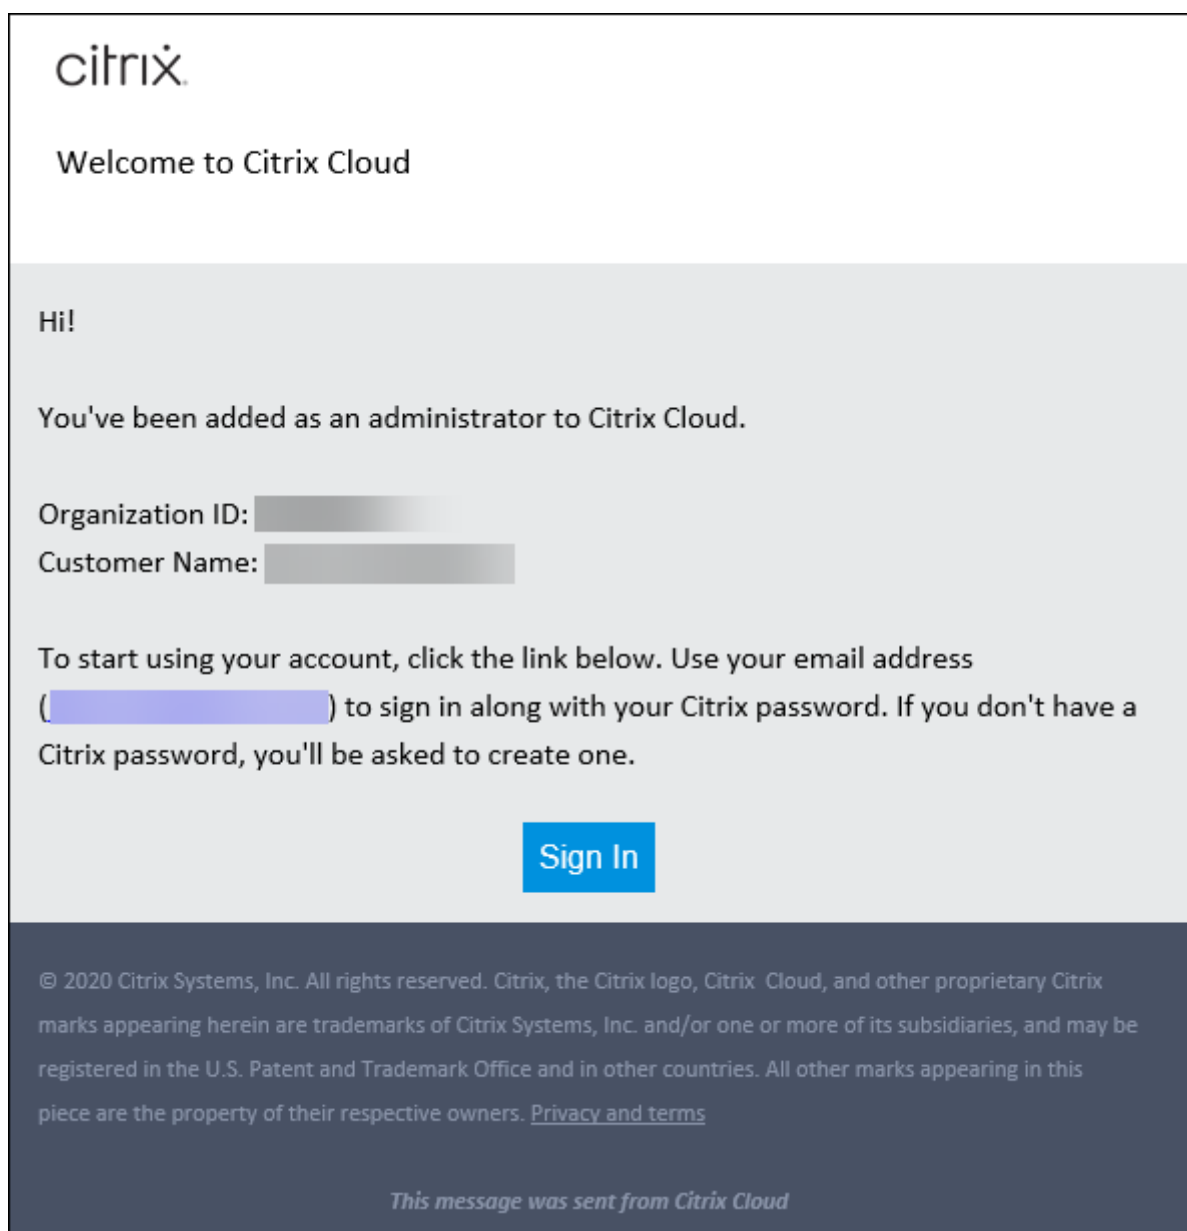 citrix
Welcome to Citrix Cloud
Hi!
You've been added as an administrator to Citrix Cloud.
Organization ID:
Customer Name:
To start using your account, click the link below. Use your email address
( ) to sign in along with your Citrix password. If you don't have a
Citrix password, you'll be asked to create one.
Sign In
© 2020 Citrix Systems, Inc. All rights reserved. Citrix, the Citrix logo, Citrix Cloud, and other proprietary Citrix
marks appearing herein are trademarks of Citrix Systems, Inc. and/or one or more of its subsidiaries, and may be
registered in the U.S. Patent and Trademark Office and in other countries. All other marks appearing in this
piece are the property of their respective owners. Privacy and terms
This message was sent from Citrix Cloud